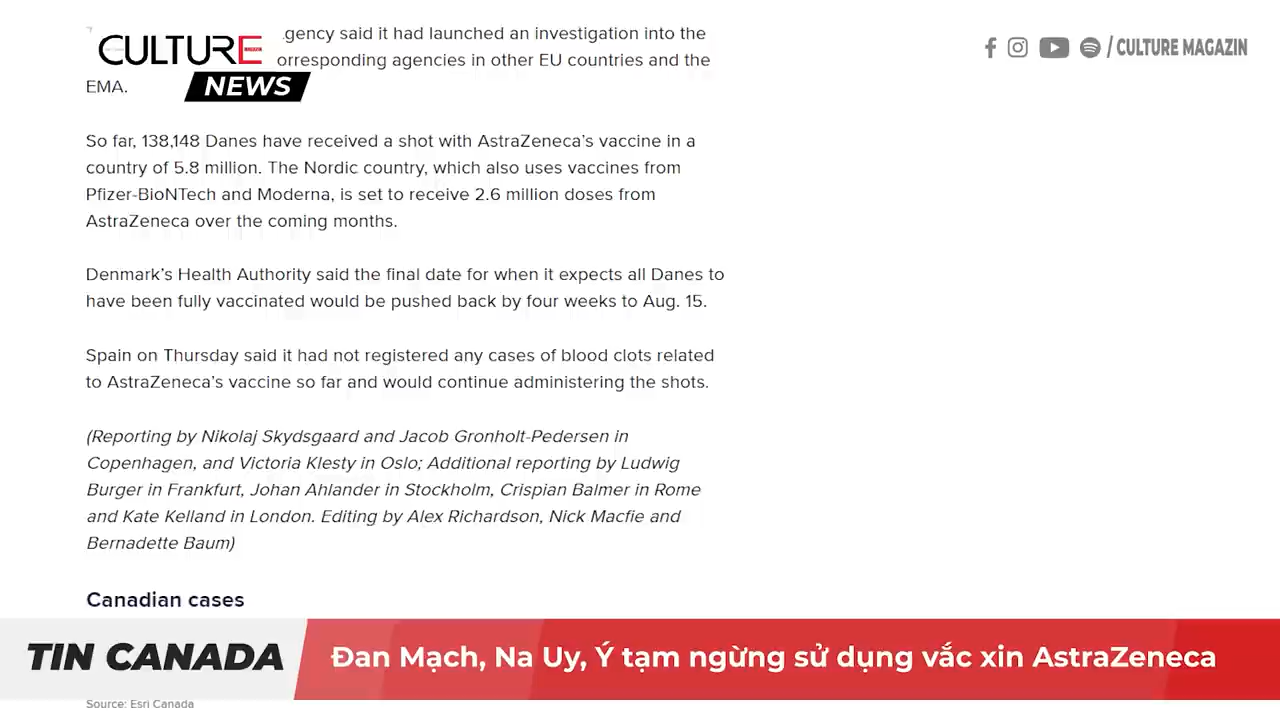 CULTURE
NEWS
/ CULTURE MAGAZIN
gency said it had launched an investigation into the
orresponding agencies in other EU countries and the
EMA.
So far, 138,148 Danes have received a shot with AstraZeneca's vaccine in a
country of 5.8 million. The Nordic country, which also uses vaccines from
Pfizer-BioNTech and Moderna, is set to receive 2.6 million doses from
AstraZeneca over the coming months.
Denmark's Health Authority said the final date for when it expects all Danes to
have been fully vaccinated would be pushed back by four weeks to Aug. 15.
Spain on Thursday said it had not registered any cases of blood clots related
to AstraZeneca's vaccine so far and would continue administering the shots.
(Reporting by Nikolaj Skydsgaard and Jacob Gronholt-Pedersen in
Copenhagen, and Victoria Klesty in Oslo; Additional reporting by Ludwig
Burger in Frankfurt, Johan Ahlander in Stockholm, Crispian Balmer in Rome
and Kate Kelland in London. Editing by Alex Richardson, Nick Macfie and
Bernadette Baum)
Canadian cases
TIN CANADA
Đan Mạch, Na Uy, Ý tạm ngừng sử dụng vắc xin AstraZeneca
Source: Esri Canada